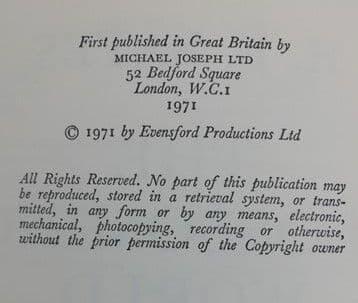 First published in Great Britain by
MICHAEL JOSEPH LTD
52 Bedford Square
London, W.C.1
1971
© 1971 by Evensford Productions Ltd
All Rights Reserved. No part of this publication may
be reproduced, stored in a retrieval system, or trans-
mitted, in any form or by any means, electronic,
mechanical, photocopying, recording or otherwise,
without the prior permission of the Copyright owner